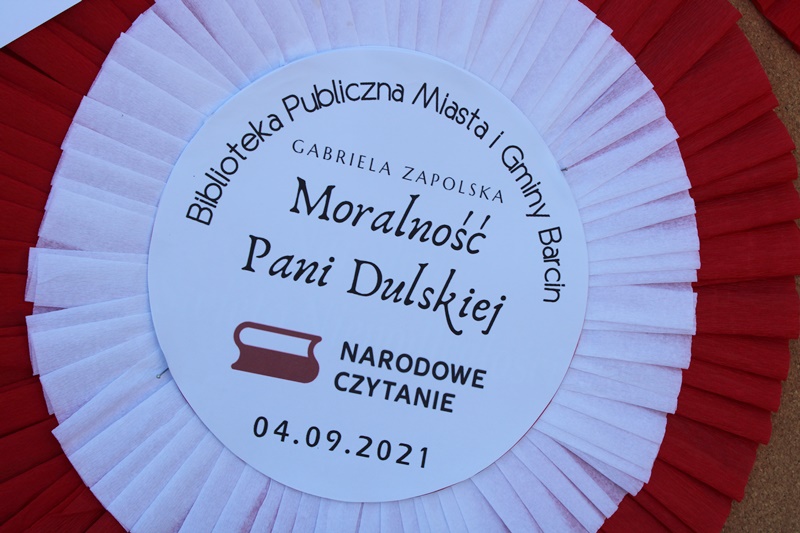 Biblioteka Publiczna Miasta i Gminy Barcin
GABRIELA ZAPOLSKA
Moralność
Pani Dulskiej
NARODOWE
CZYTANIE
04.09.2021